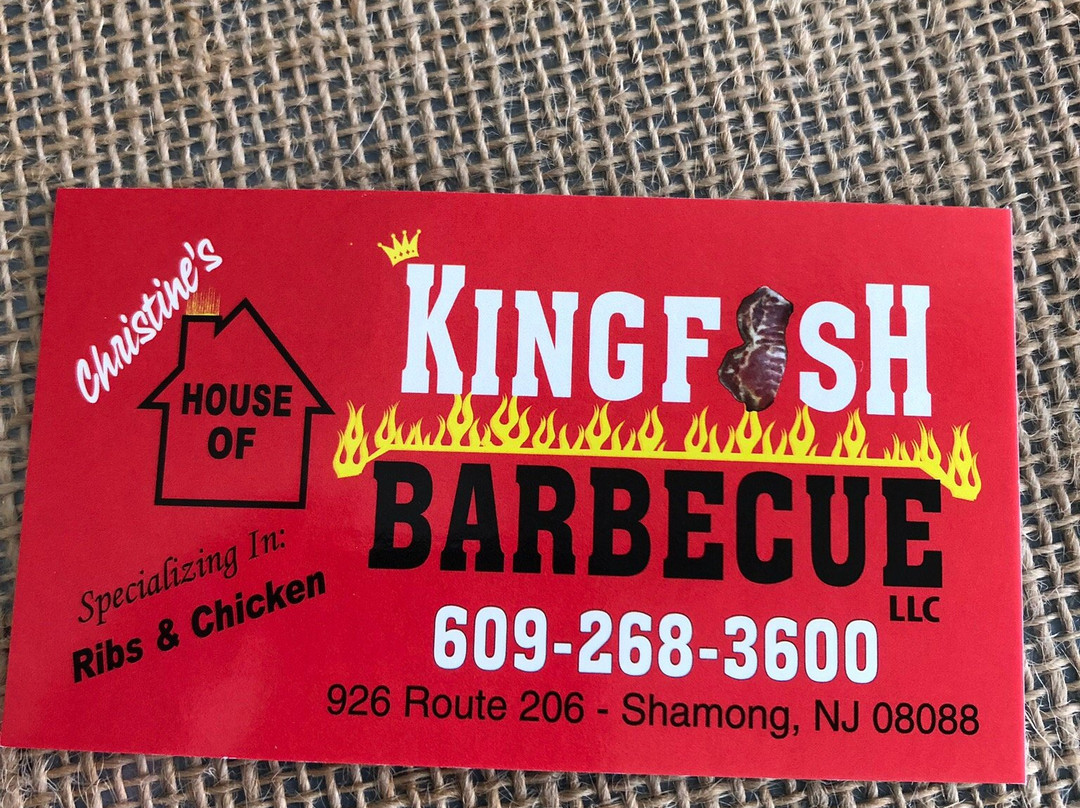 Christine's
HOUSE
OF
KINGFISH
BARBECUE
LLC
Specializing In:
Ribs & Chicken
609-268-3600
926 Route 206 - Shamong, NJ 08088